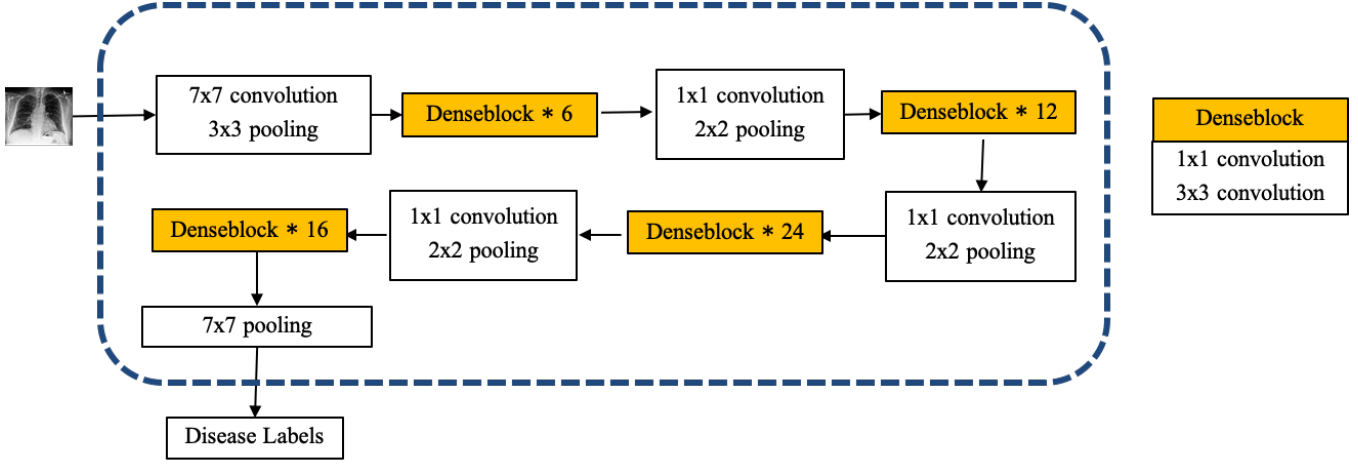 7x7 convolution
3x3 pooling
Denseblock * 6
1x1 convolution
2x2 pooling
Denseblock * 12
1x1 convolution
2x2 pooling
Denseblock * 24
1x1 convolution
2x2 pooling
Denseblock * 16
7x7 pooling
Disease Labels
Denseblock
1x1 convolution
3x3 convolution